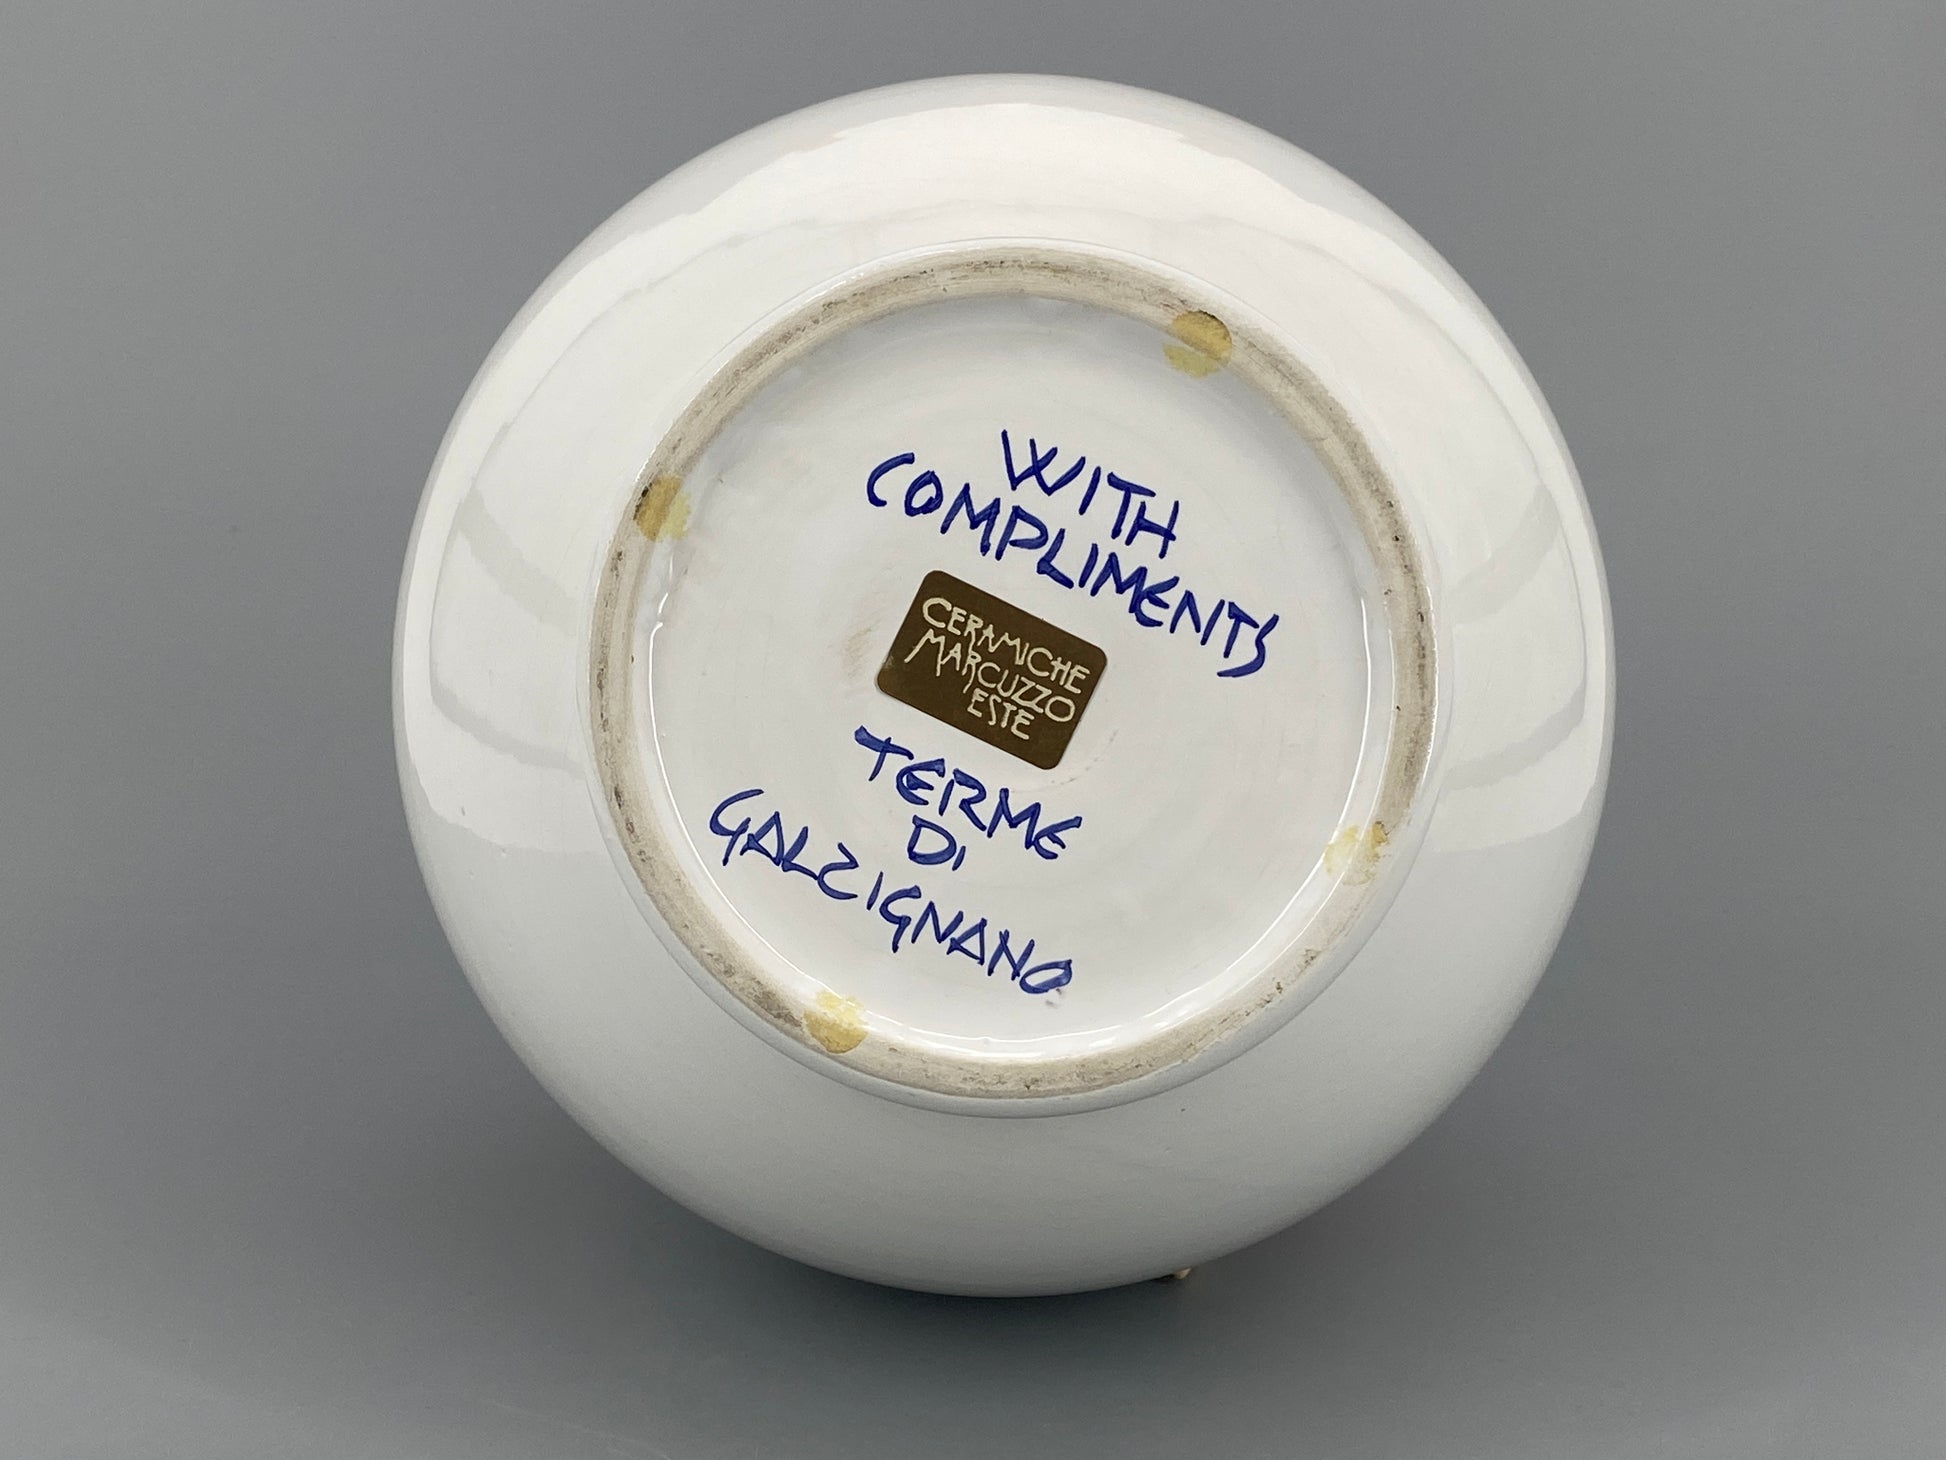 WITH
COMPLIMENTS
CERAMICHE
MARCUZZO
ESTE
TERME
DI
GALZIGNANO